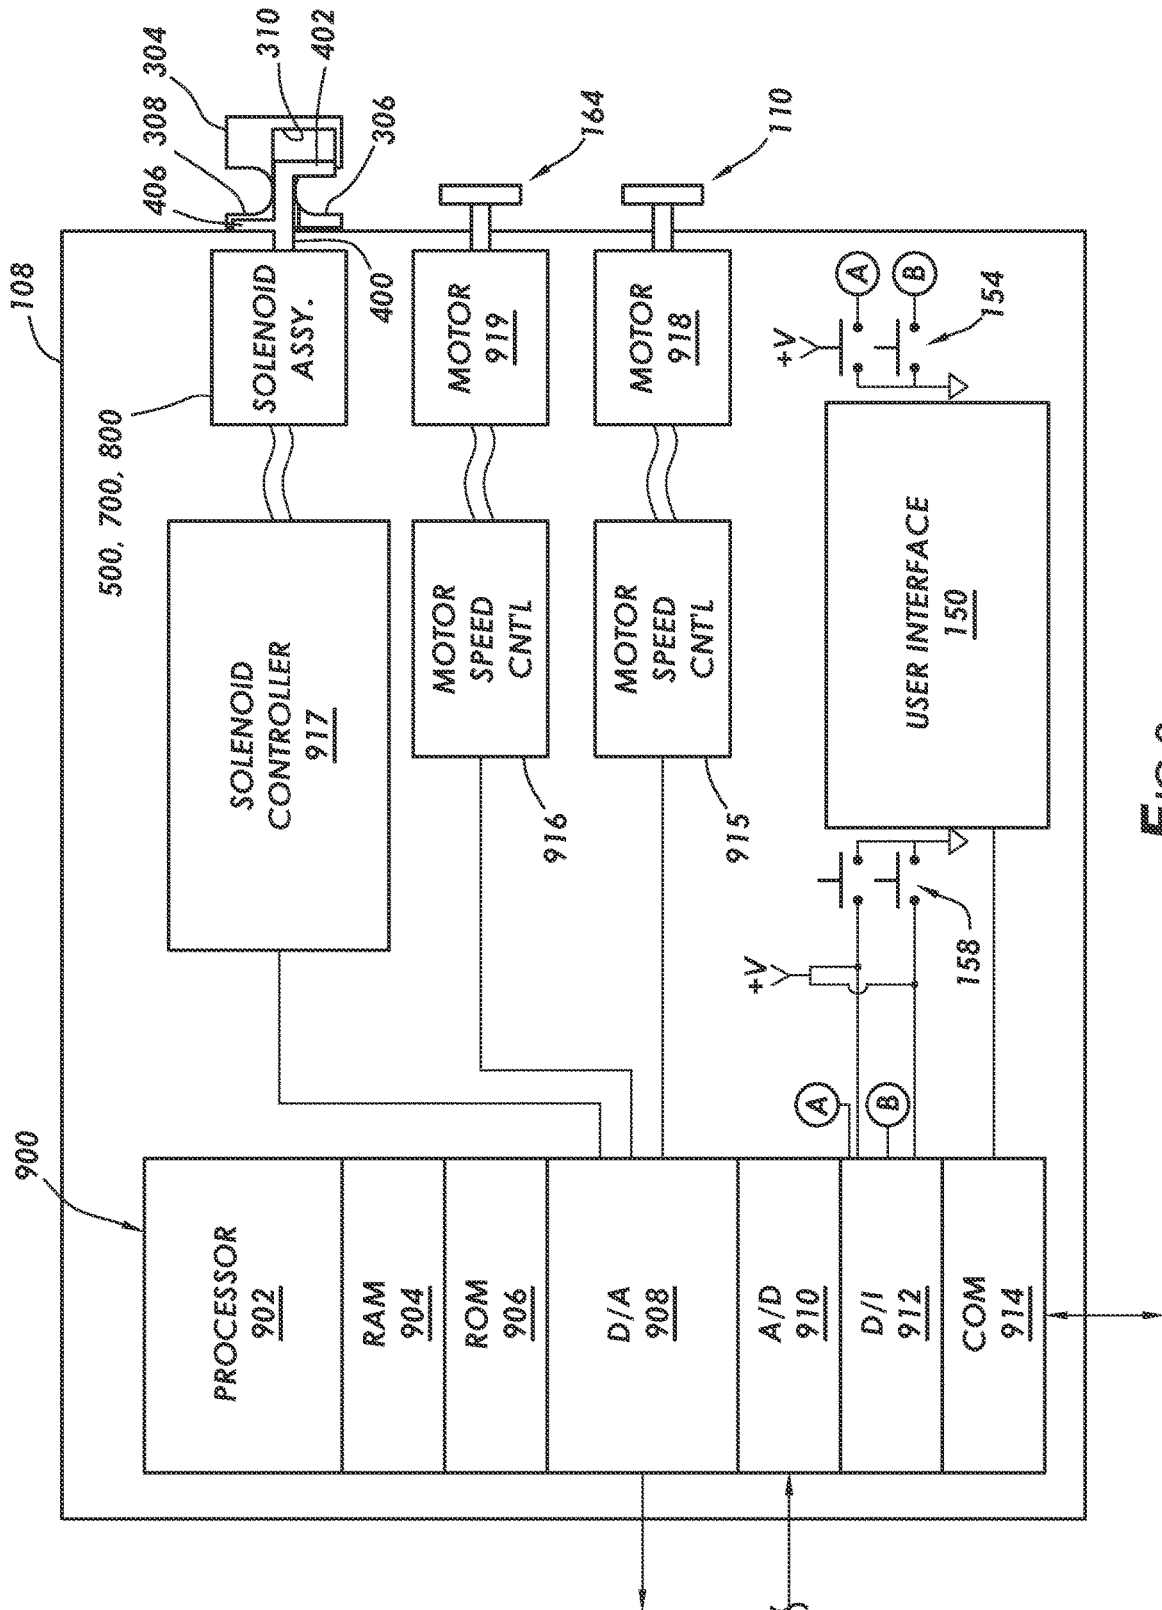 108
500, 700, 800
406
308
304
310
402
306
400
SOLENOID
ASSY.
SOLENOID
CONTROLLER
917
MOTOR
919
164
MOTOR
SPEED
CNT'L
916
MOTOR
918
110
MOTOR
SPEED
CNT'L
915
900
PROCESSOR
902
RAM
904
ROM
906
D/A
908
A/D
910
D/I
912
COM
914
A
B
+V
158
USER INTERFACE
150
+V
A
B
154